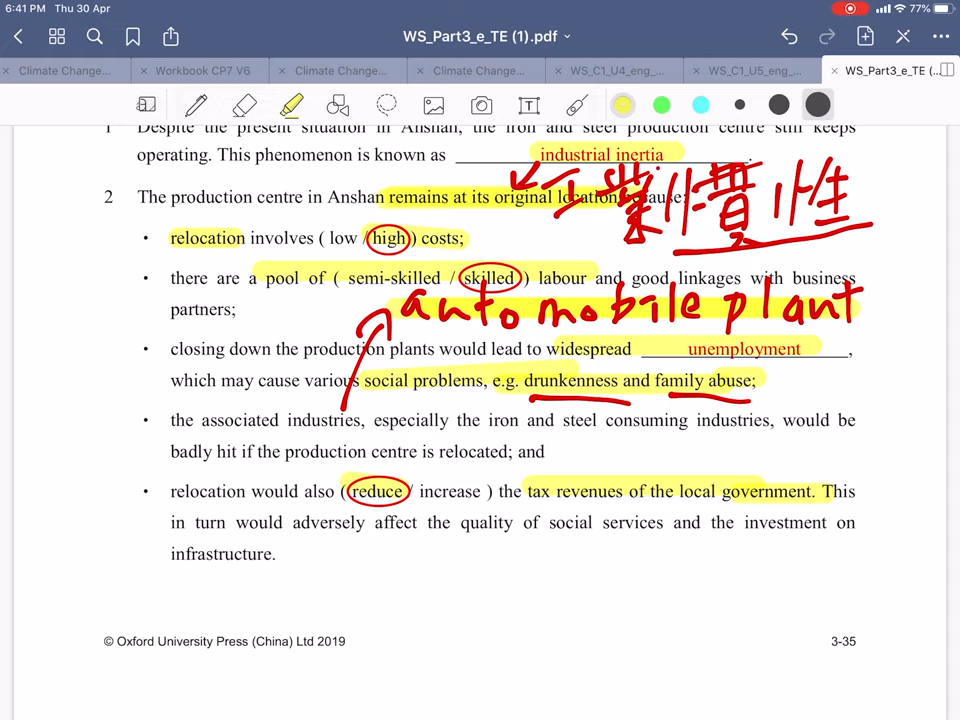 6:41 PM Thu 30 Apr 77%
WS_Part3_e_TE (1).pdf
Climate Change... Workbook CP7 V6 Climate Change... Climate Change... WS_C1_U4_eng_... WS_C1_U5_eng_... WS_Part3_e_TE (...
1 Despite the present situation in Anshan, the iron and steel production centre still keeps
operating. This phenomenon is known as industrial inertia.
工業慣性
2 The production centre in Anshan remains at its original location because:
• relocation involves ( low / high ) costs;
• there are a pool of ( semi-skilled / skilled ) labour and good linkages with business
partners;
automobile plant
• closing down the production plants would lead to widespread unemployment,
which may cause various social problems, e.g. drunkenness and family abuse;
• the associated industries, especially the iron and steel consuming industries, would be
badly hit if the production centre is relocated; and
• relocation would also ( reduce / increase ) the tax revenues of the local government. This
in turn would adversely affect the quality of social services and the investment on
infrastructure.
© Oxford University Press (China) Ltd 2019 3-35